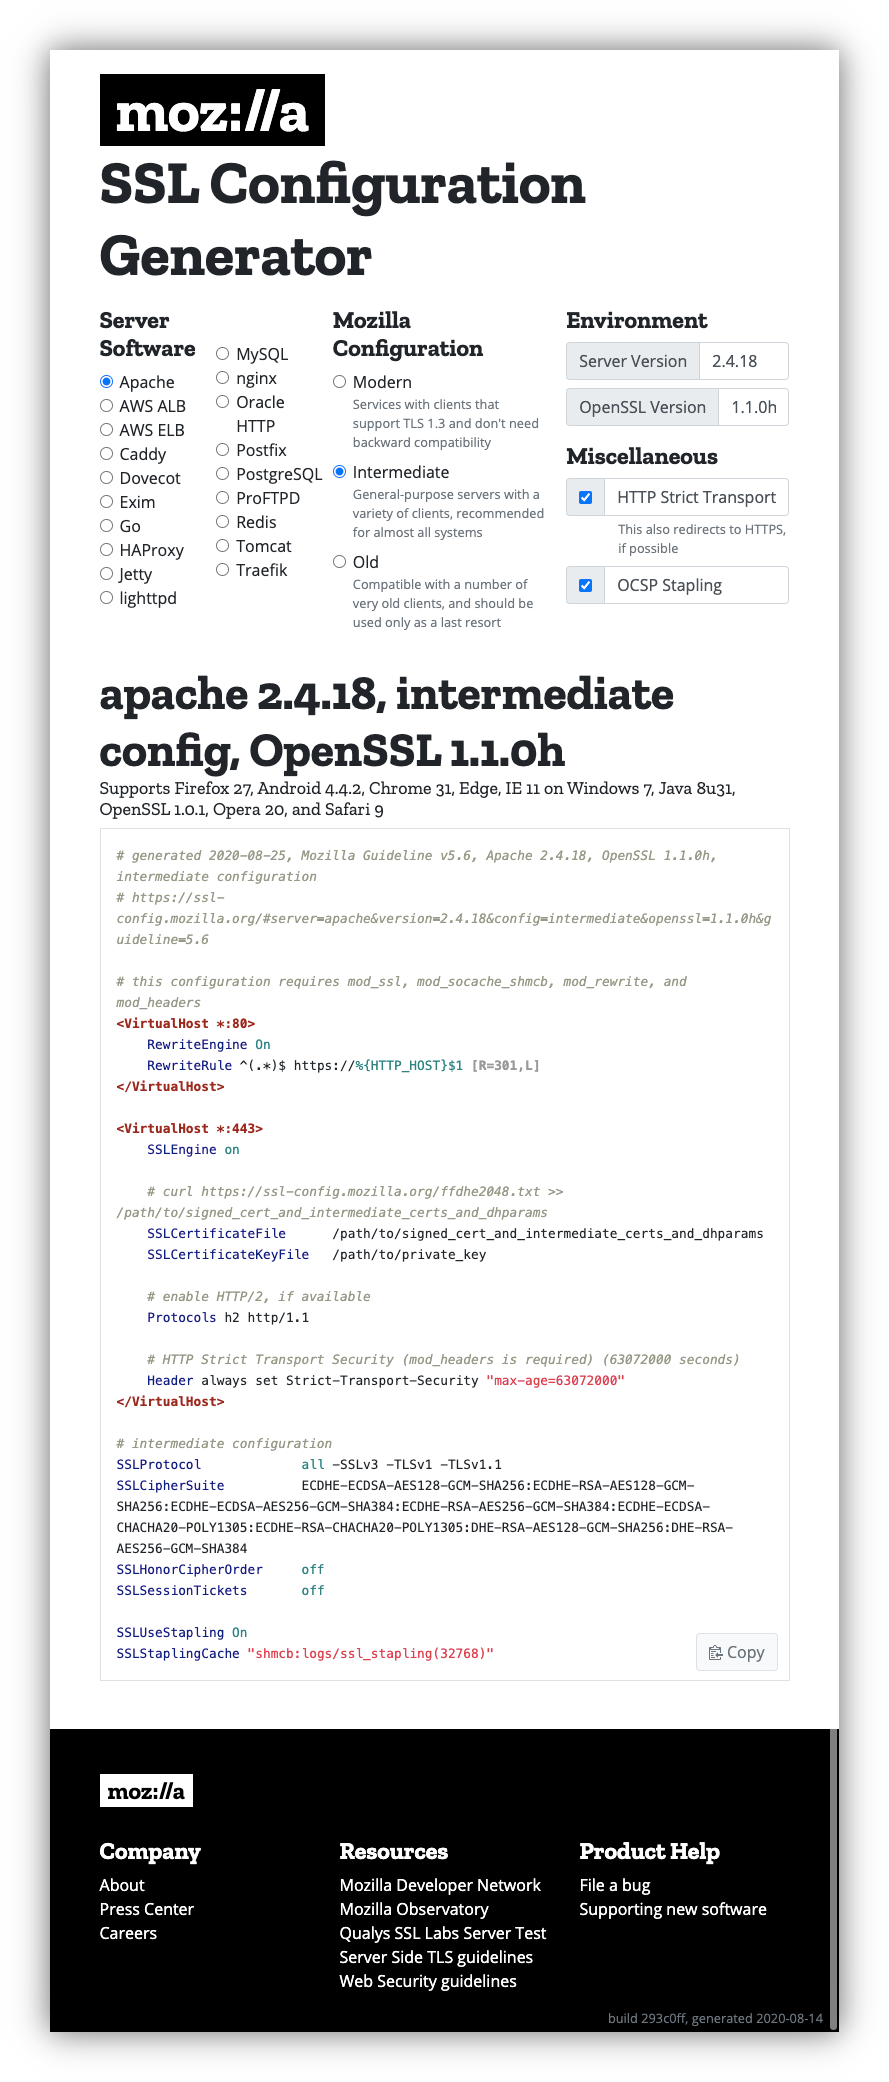 moz://a
SSL Configuration
Generator
Server
Software
Apache
AWS ALB
AWS ELB
Caddy
Dovecot
Exim
Go
HAProxy
Jetty
lighttpd
MySQL
nginx
Oracle
HTTP
Postfix
PostgreSQL
ProFTPD
Redis
Tomcat
Traefik
Mozilla
Configuration
Modern
Services with clients that
support TLS 1.3 and don't need
backward compatibility
Intermediate
General-purpose servers with a
variety of clients, recommended
for almost all systems
Old
Compatible with a number of
very old clients, and should be
used only as a last resort
Environment
Server Version 2.4.18
OpenSSL Version 1.1.0h
Miscellaneous
HTTP Strict Transport
This also redirects to HTTPS,
if possible
OCSP Stapling
apache 2.4.18, intermediate
config, OpenSSL 1.1.0h
Supports Firefox 27, Android 4.4.2, Chrome 31, Edge, IE 11 on Windows 7, Java 8u31,
OpenSSL 1.0.1, Opera 20, and Safari 9
# generated 2020-08-25, Mozilla Guideline v5.6, Apache 2.4.18, OpenSSL 1.1.0h,
intermediate configuration
# https://ssl-
config.mozilla.org/#server=apache&version=2.4.18&config=intermediate&openssl=1.1.0h&g
uideline=5.6
# this configuration requires mod_ssl, mod_socache_shmcb, mod_rewrite, and
mod_headers
<VirtualHost *:80>
RewriteEngine On
RewriteRule ^(.*)$ https://%{HTTP_HOST}$1 [R=301,L]
</VirtualHost>
<VirtualHost *:443>
SSLEngine on
# curl https://ssl-config.mozilla.org/ffdhe2048.txt >>
/path/to/signed_cert_and_intermediate_certs_and_dhparams
SSLCertificateFile /path/to/signed_cert_and_intermediate_certs_and_dhparams
SSLCertificateKeyFile /path/to/private_key
# enable HTTP/2, if available
Protocols h2 http/1.1
# HTTP Strict Transport Security (mod_headers is required) (63072000 seconds)
Header always set Strict-Transport-Security "max-age=63072000"
</VirtualHost>
# intermediate configuration
SSLProtocol all -SSLv3 -TLSv1 -TLSv1.1
SSLCipherSuite ECDHE-ECDSA-AES128-GCM-SHA256:ECDHE-RSA-AES128-GCM-
SHA256:ECDHE-ECDSA-AES256-GCM-SHA384:ECDHE-RSA-AES256-GCM-SHA384:ECDHE-ECDSA-
CHACHA20-POLY1305:ECDHE-RSA-CHACHA20-POLY1305:DHE-RSA-AES128-GCM-SHA256:DHE-RSA-
AES256-GCM-SHA384
SSLHonorCipherOrder off
SSLSessionTickets off
SSLUseStapling On
SSLStaplingCache "shmcb:logs/ssl_stapling(32768)"
Copy
moz://a
Company
About
Press Center
Careers
Resources
Mozilla Developer Network
Mozilla Observatory
Qualys SSL Labs Server Test
Server Side TLS guidelines
Web Security guidelines
Product Help
File a bug
Supporting new software
build 293c0ff, generated 2020-08-14